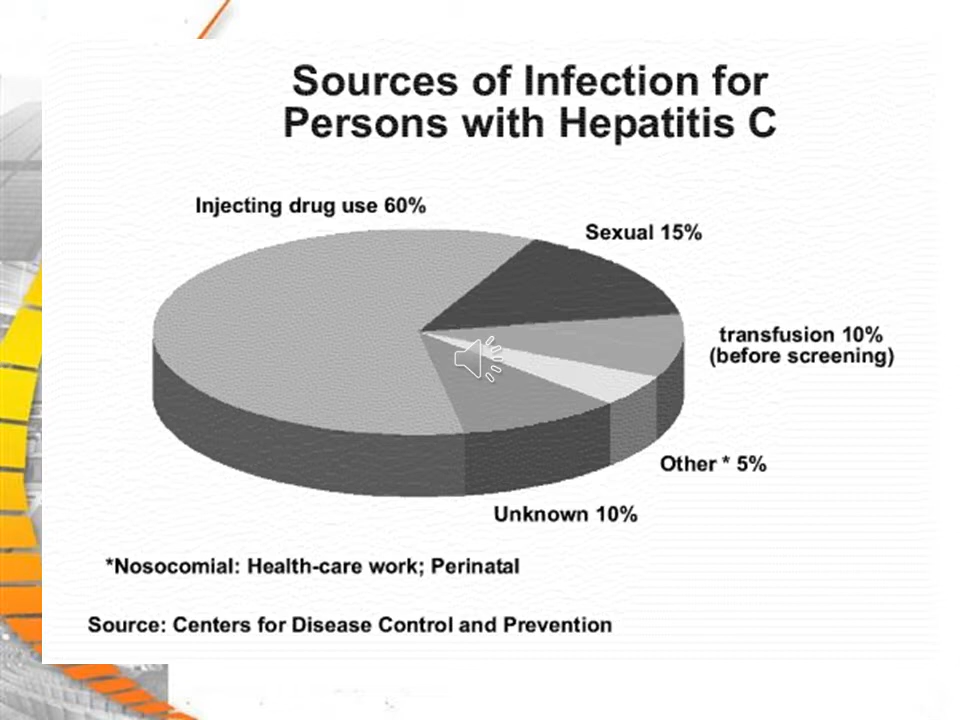 Sources of Infection for
Persons with Hepatitis C
Injecting drug use 60%
Sexual 15%
transfusion 10%
(before screening)
Other * 5%
Unknown 10%
*Nosocomial: Health-care work; Perinatal
Source: Centers for Disease Control and Prevention